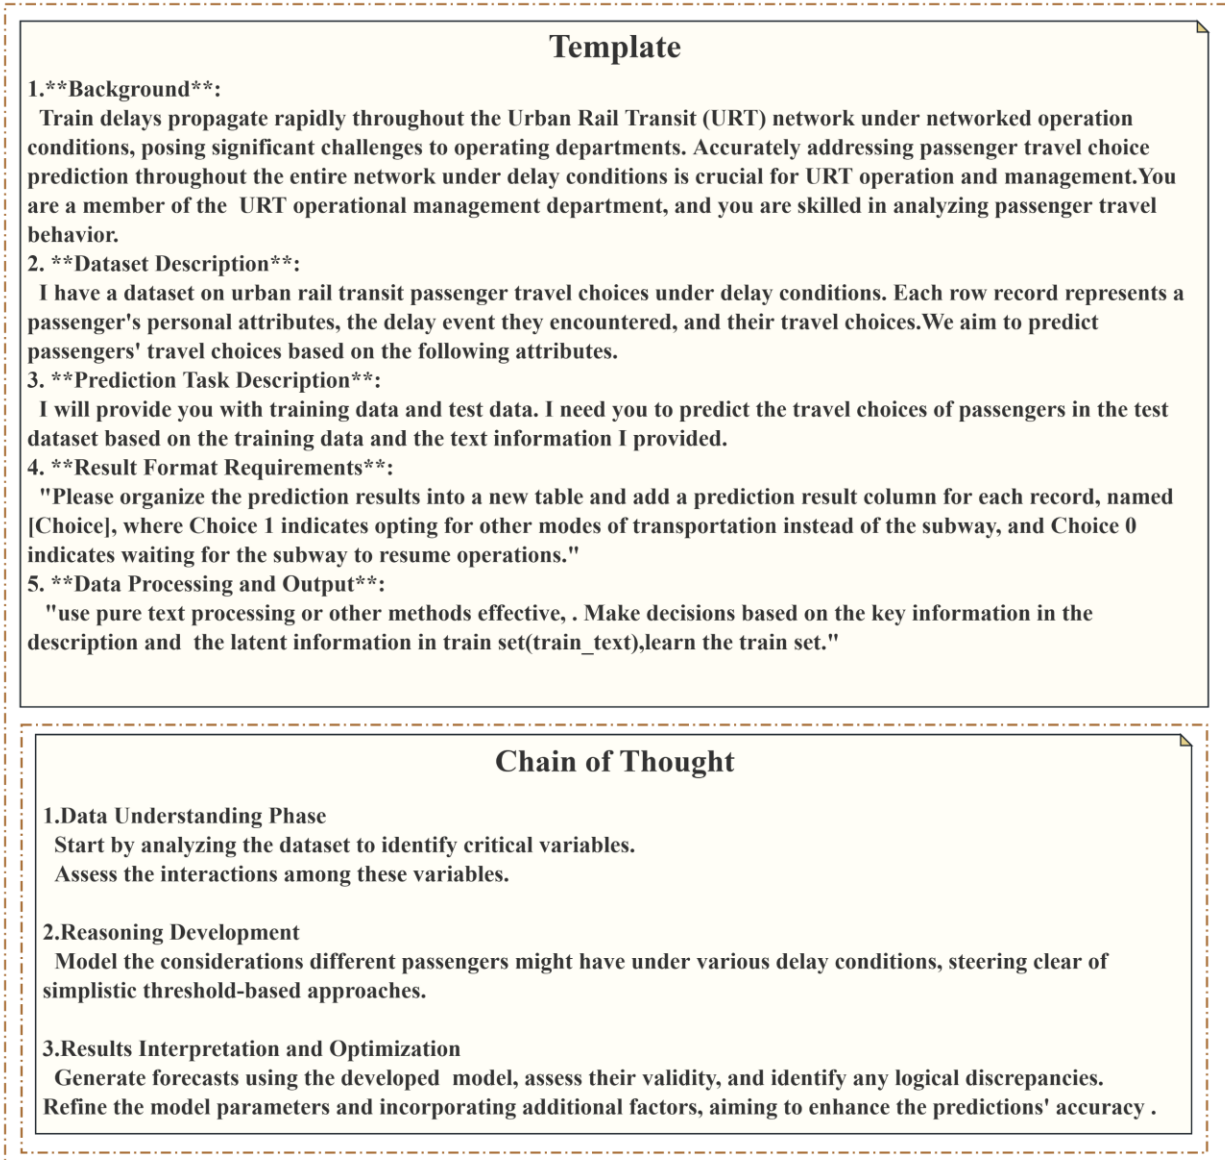 Template
1.**Background**:
Train delays propagate rapidly throughout the Urban Rail Transit (URT) network under networked operation
conditions, posing significant challenges to operating departments. Accurately addressing passenger travel choice
prediction throughout the entire network under delay conditions is crucial for URT operation and management.You
are a member of the  URT operational management department, and you are skilled in analyzing passenger travel
behavior.
2. **Dataset Description**:
I have a dataset on urban rail transit passenger travel choices under delay conditions. Each row record represents a
passenger's personal attributes, the delay event they encountered, and their travel choices.We aim to predict
passengers' travel choices based on the following attributes.
3. **Prediction Task Description**:
I will provide you with training data and test data. I need you to predict the travel choices of passengers in the test
dataset based on the training data and the text information I provided.
4. **Result Format Requirements**:
"Please organize the prediction results into a new table and add a prediction result column for each record, named
[Choice], where Choice 1 indicates opting for other modes of transportation instead of the subway, and Choice 0
indicates waiting for the subway to resume operations."
5. **Data Processing and Output**:
"use pure text processing or other methods effective, . Make decisions based on the key information in the
description and  the latent information in train set(train_text),learn the train set."
Chain of Thought
1.Data Understanding Phase
Start by analyzing the dataset to identify critical variables.
Assess the interactions among these variables.
2.Reasoning Development
Model the considerations different passengers might have under various delay conditions, steering clear of
simplistic threshold-based approaches.
3.Results Interpretation and Optimization
Generate forecasts using the developed  model, assess their validity, and identify any logical discrepancies.
Refine the model parameters and incorporating additional factors, aiming to enhance the predictions' accuracy .